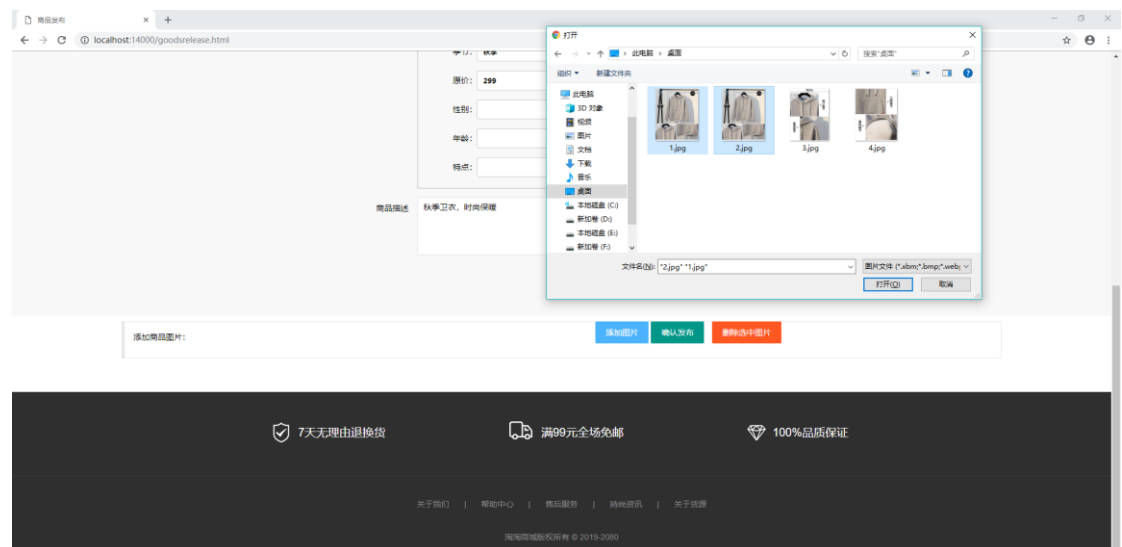 商品发布
localhost:14000/goodsrelease.html
打开
此电脑 › 桌面
搜索"桌面"
组织
新建文件夹
此电脑
3D 对象
视频
图片
文档
下载
音乐
桌面
本地磁盘 (C:)
新加卷 (D:)
本地磁盘 (E:)
新加卷 (F:)
1.jpg
2.jpg
3.jpg
4.jpg
文件名(N): "2.jpg" "1.jpg"
图片文件 (*.xbm;*.bmp;*.web;
打开(O)
取消
原价: 299
性别:
年龄:
特点:
商品描述
秋季卫衣,时尚保暖
添加商品图片:
添加图片
确认发布
删除选中图片
7天无理由退换货
满99元全场免邮
100%品质保证
关于我们 | 帮助中心 | 售后服务 | 时尚资讯 | 关于货源
淘淘商城版权所有 © 2019-2080